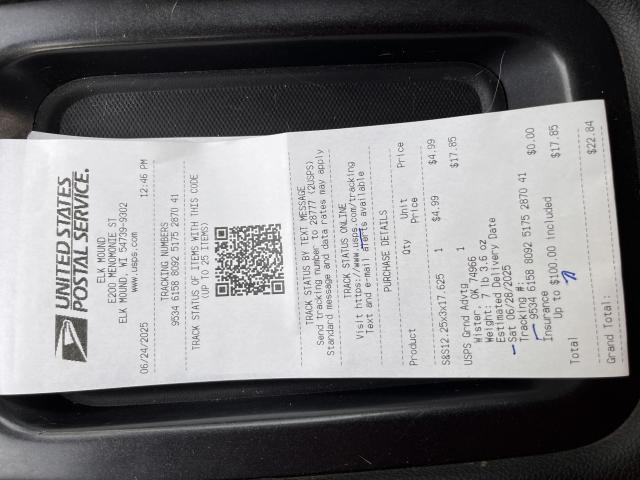 UNITED STATES
POSTAL SERVICE.
ELK MOUND
E200 MENOMONIE ST
ELK MOUND, WI 54739-9302
www.usps.com
06/24/2025 12:46 PM
TRACKING NUMBERS
9534 6158 8092 5175 2870 41
TRACK STATUS OF ITEMS WITH THIS CODE
(UP TO 25 ITEMS)
TRACK STATUS BY TEXT MESSAGE
Send tracking number to 28777 (2USPS)
Standard message and data rates may apply
TRACK STATUS ONLINE
Visit https://www.usps.com/tracking
Text and e-mail alerts available
PURCHASE DETAILS
Product Qty Unit Price Price
S&S12.25x3x17.625 1 $4.99 $4.99
USPS Grnd Advtg 1 $17.85
Wister, OK 74966
Weight: 7 lb 3.6 oz
Estimated Delivery Date
Sat 06/28/2025
Tracking #:
9534 6158 8092 5175 2870 41
Insurance $0.00
Up to $100.00 included
Total $17.85
Grand Total: $22.84